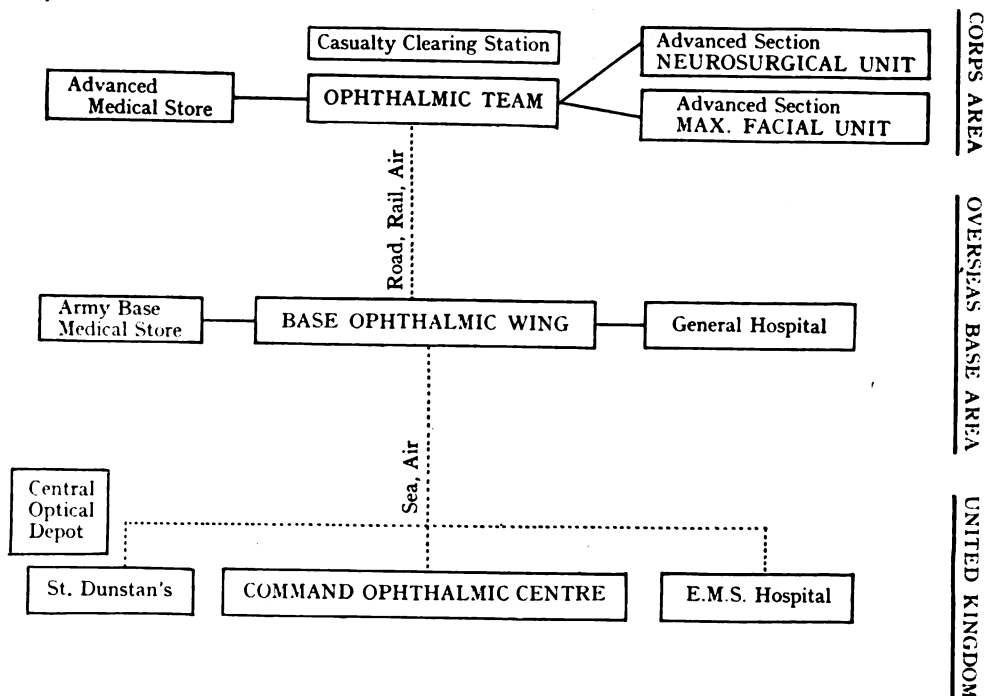 Casualty Clearing Station
Advanced Section
NEUROSURGICAL UNIT
Advanced
Medical Store
OPHTHALMIC TEAM
Advanced Section
MAX. FACIAL UNIT
CORPS AREA
Road, Rail, Air
Army Base
Medical Store
BASE OPHTHALMIC WING
General Hospital
OVERSEAS BASE AREA
Sea, Air
Central
Optical
Depot
St. Dunstan's
COMMAND OPHTHALMIC CENTRE
E.M.S. Hospital
UNITED KINGDOM